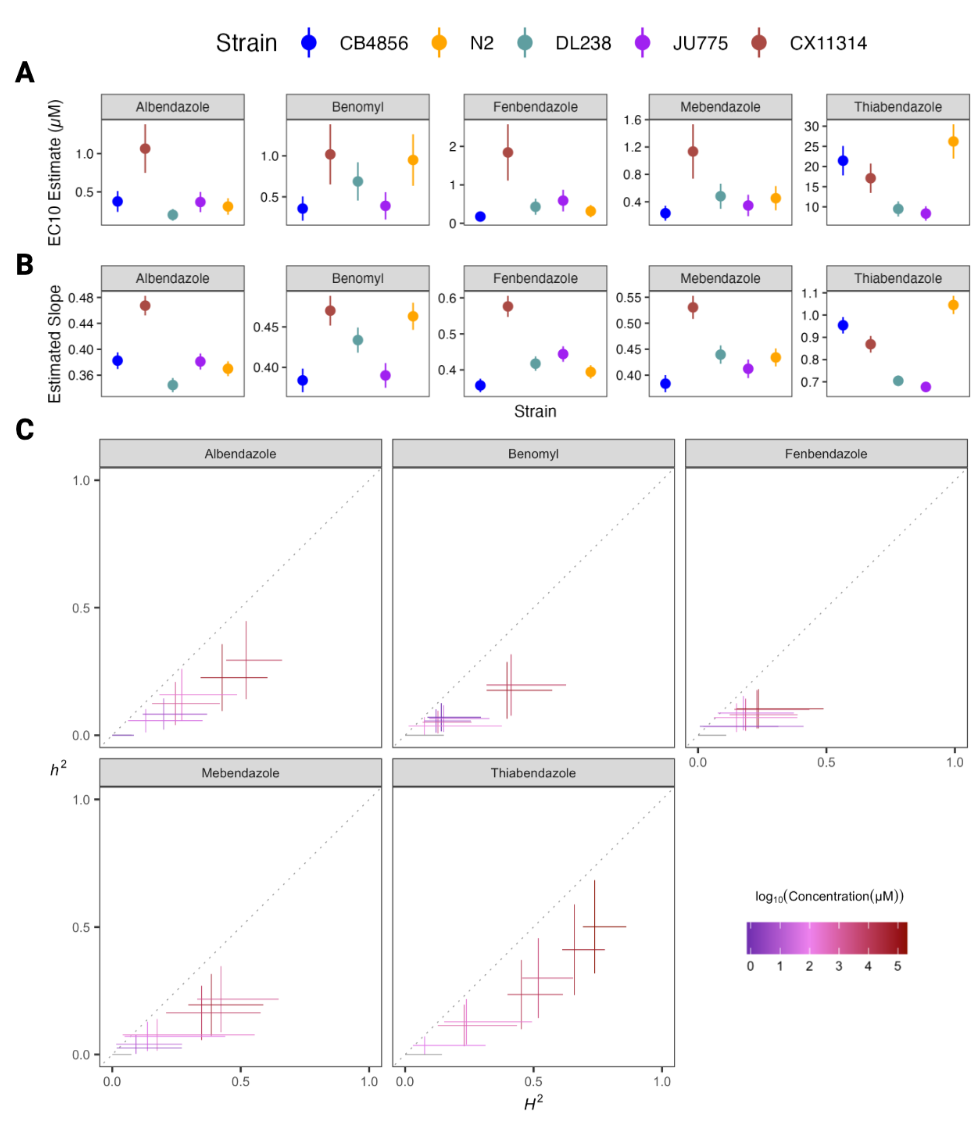 Strain CB4856 N2 DL238 JU775 CX11314
A
Albendazole Benomyl Fenbendazole Mebendazole Thiabendazole
EC10 Estimate (µM)
1.0
0.5
1.0
0.5
2
1
0
1.6
1.2
0.8
0.4
30
25
20
15
10
B
Albendazole Benomyl Fenbendazole Mebendazole Thiabendazole
Estimated Slope
0.48
0.44
0.40
0.36
0.45
0.40
0.6
0.5
0.4
0.55
0.50
0.45
0.40
1.1
1.0
0.9
0.8
0.7
Strain
C
Albendazole Benomyl Fenbendazole
1.0
0.5
0.0
0.0 0.5 1.0
h²
Mebendazole Thiabendazole
1.0
0.5
0.0
0.0 0.5 1.0 0.0 0.5 1.0
H²
log₁₀(Concentration(µM))
0 1 2 3 4 5